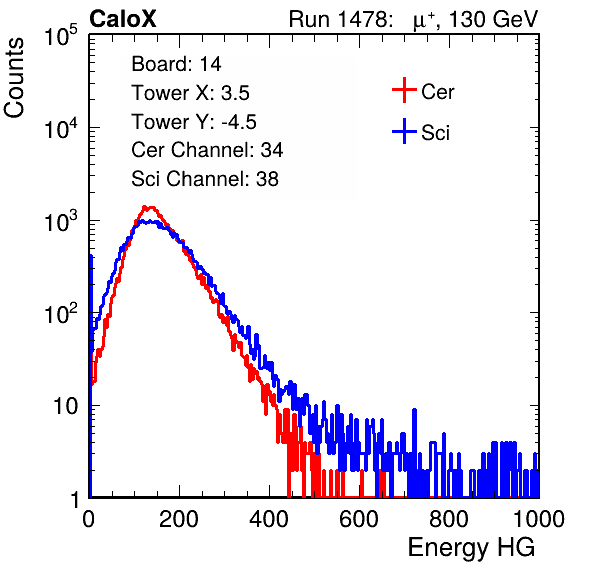 CaloX Run 1478: μ⁺, 130 GeV
Counts
Board: 14
Tower X: 3.5
Tower Y: -4.5
Cer Channel: 34
Sci Channel: 38
Cer
Sci
10⁵
10⁴
10³
10²
10
1
0 200 400 600 800 1000
Energy HG